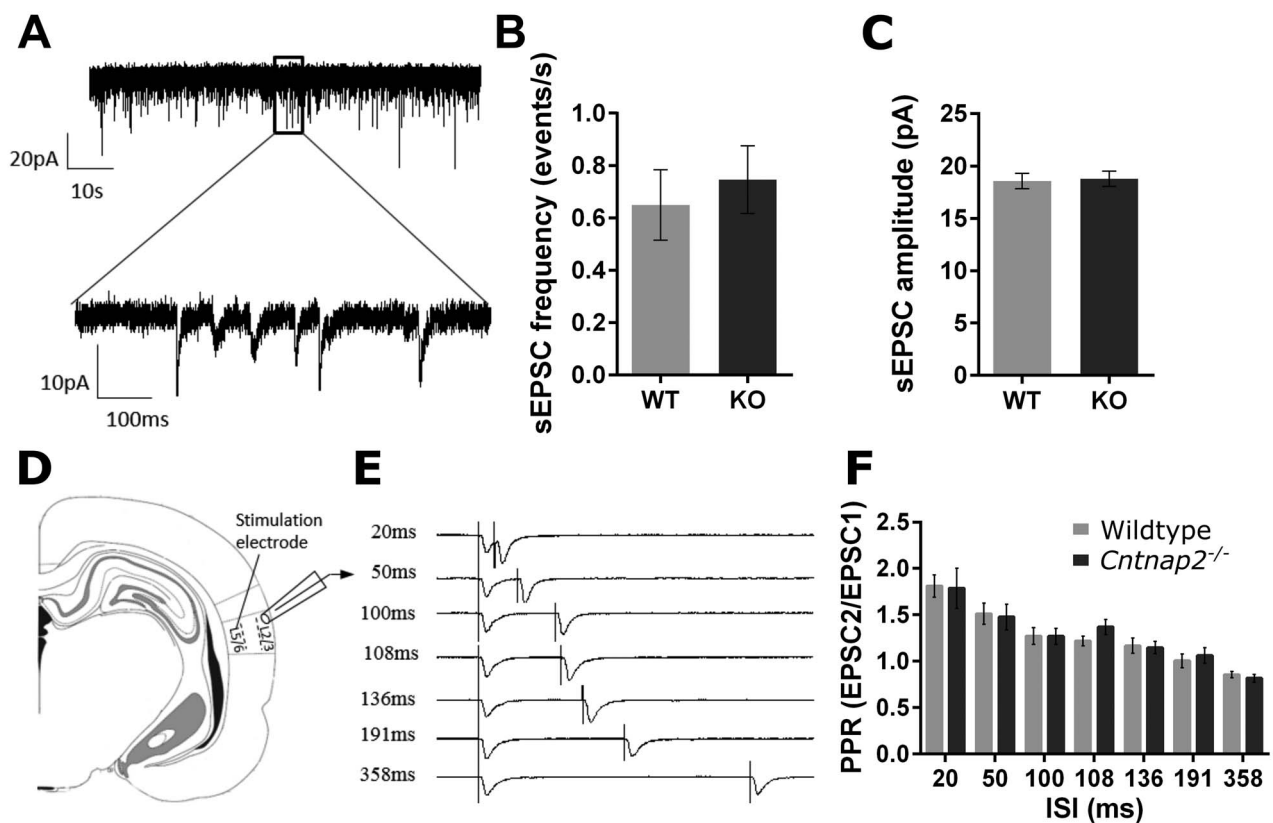 A
20pA
10s
10pA
100ms
B
sEPSC frequency (events/s)
1.0
0.8
0.6
0.4
0.2
0.0
WT KO
C
sEPSC amplitude (pA)
25
20
15
10
5
0
WT KO
D
Stimulation
electrode
L5/6
L2/3
E
20ms
50ms
100ms
108ms
136ms
191ms
358ms
F
PPR (EPSC2/EPSC1)
2.5
2.0
1.5
1.0
0.5
0.0
Wildtype
Cntnap2-/-
20 50 100 108 136 191 358
ISI (ms)